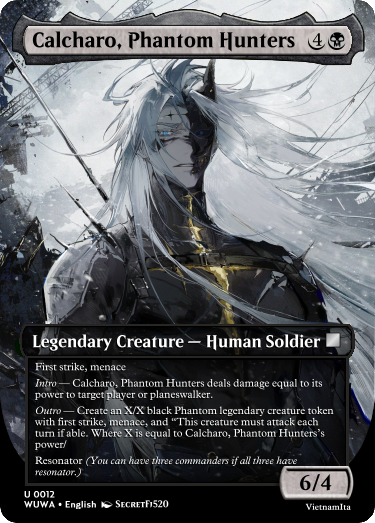 Calcharo, Phantom Hunters 4
Legendary Creature — Human Soldier
First strike, menace
Intro — Calcharo, Phantom Hunters deals damage equal to its
power to target player or planeswalker.
Outro — Create an X/X black Phantom legendary creature token
with first strike, menace, and “This creature must attack each
turn if able. Where X is equal to Calcharo, Phantom Hunters's
power/
Resonator (You can have three commanders if all three have
resonator.)
6/4
U 0012
WUWA • English SecretFi520
VietnamIta